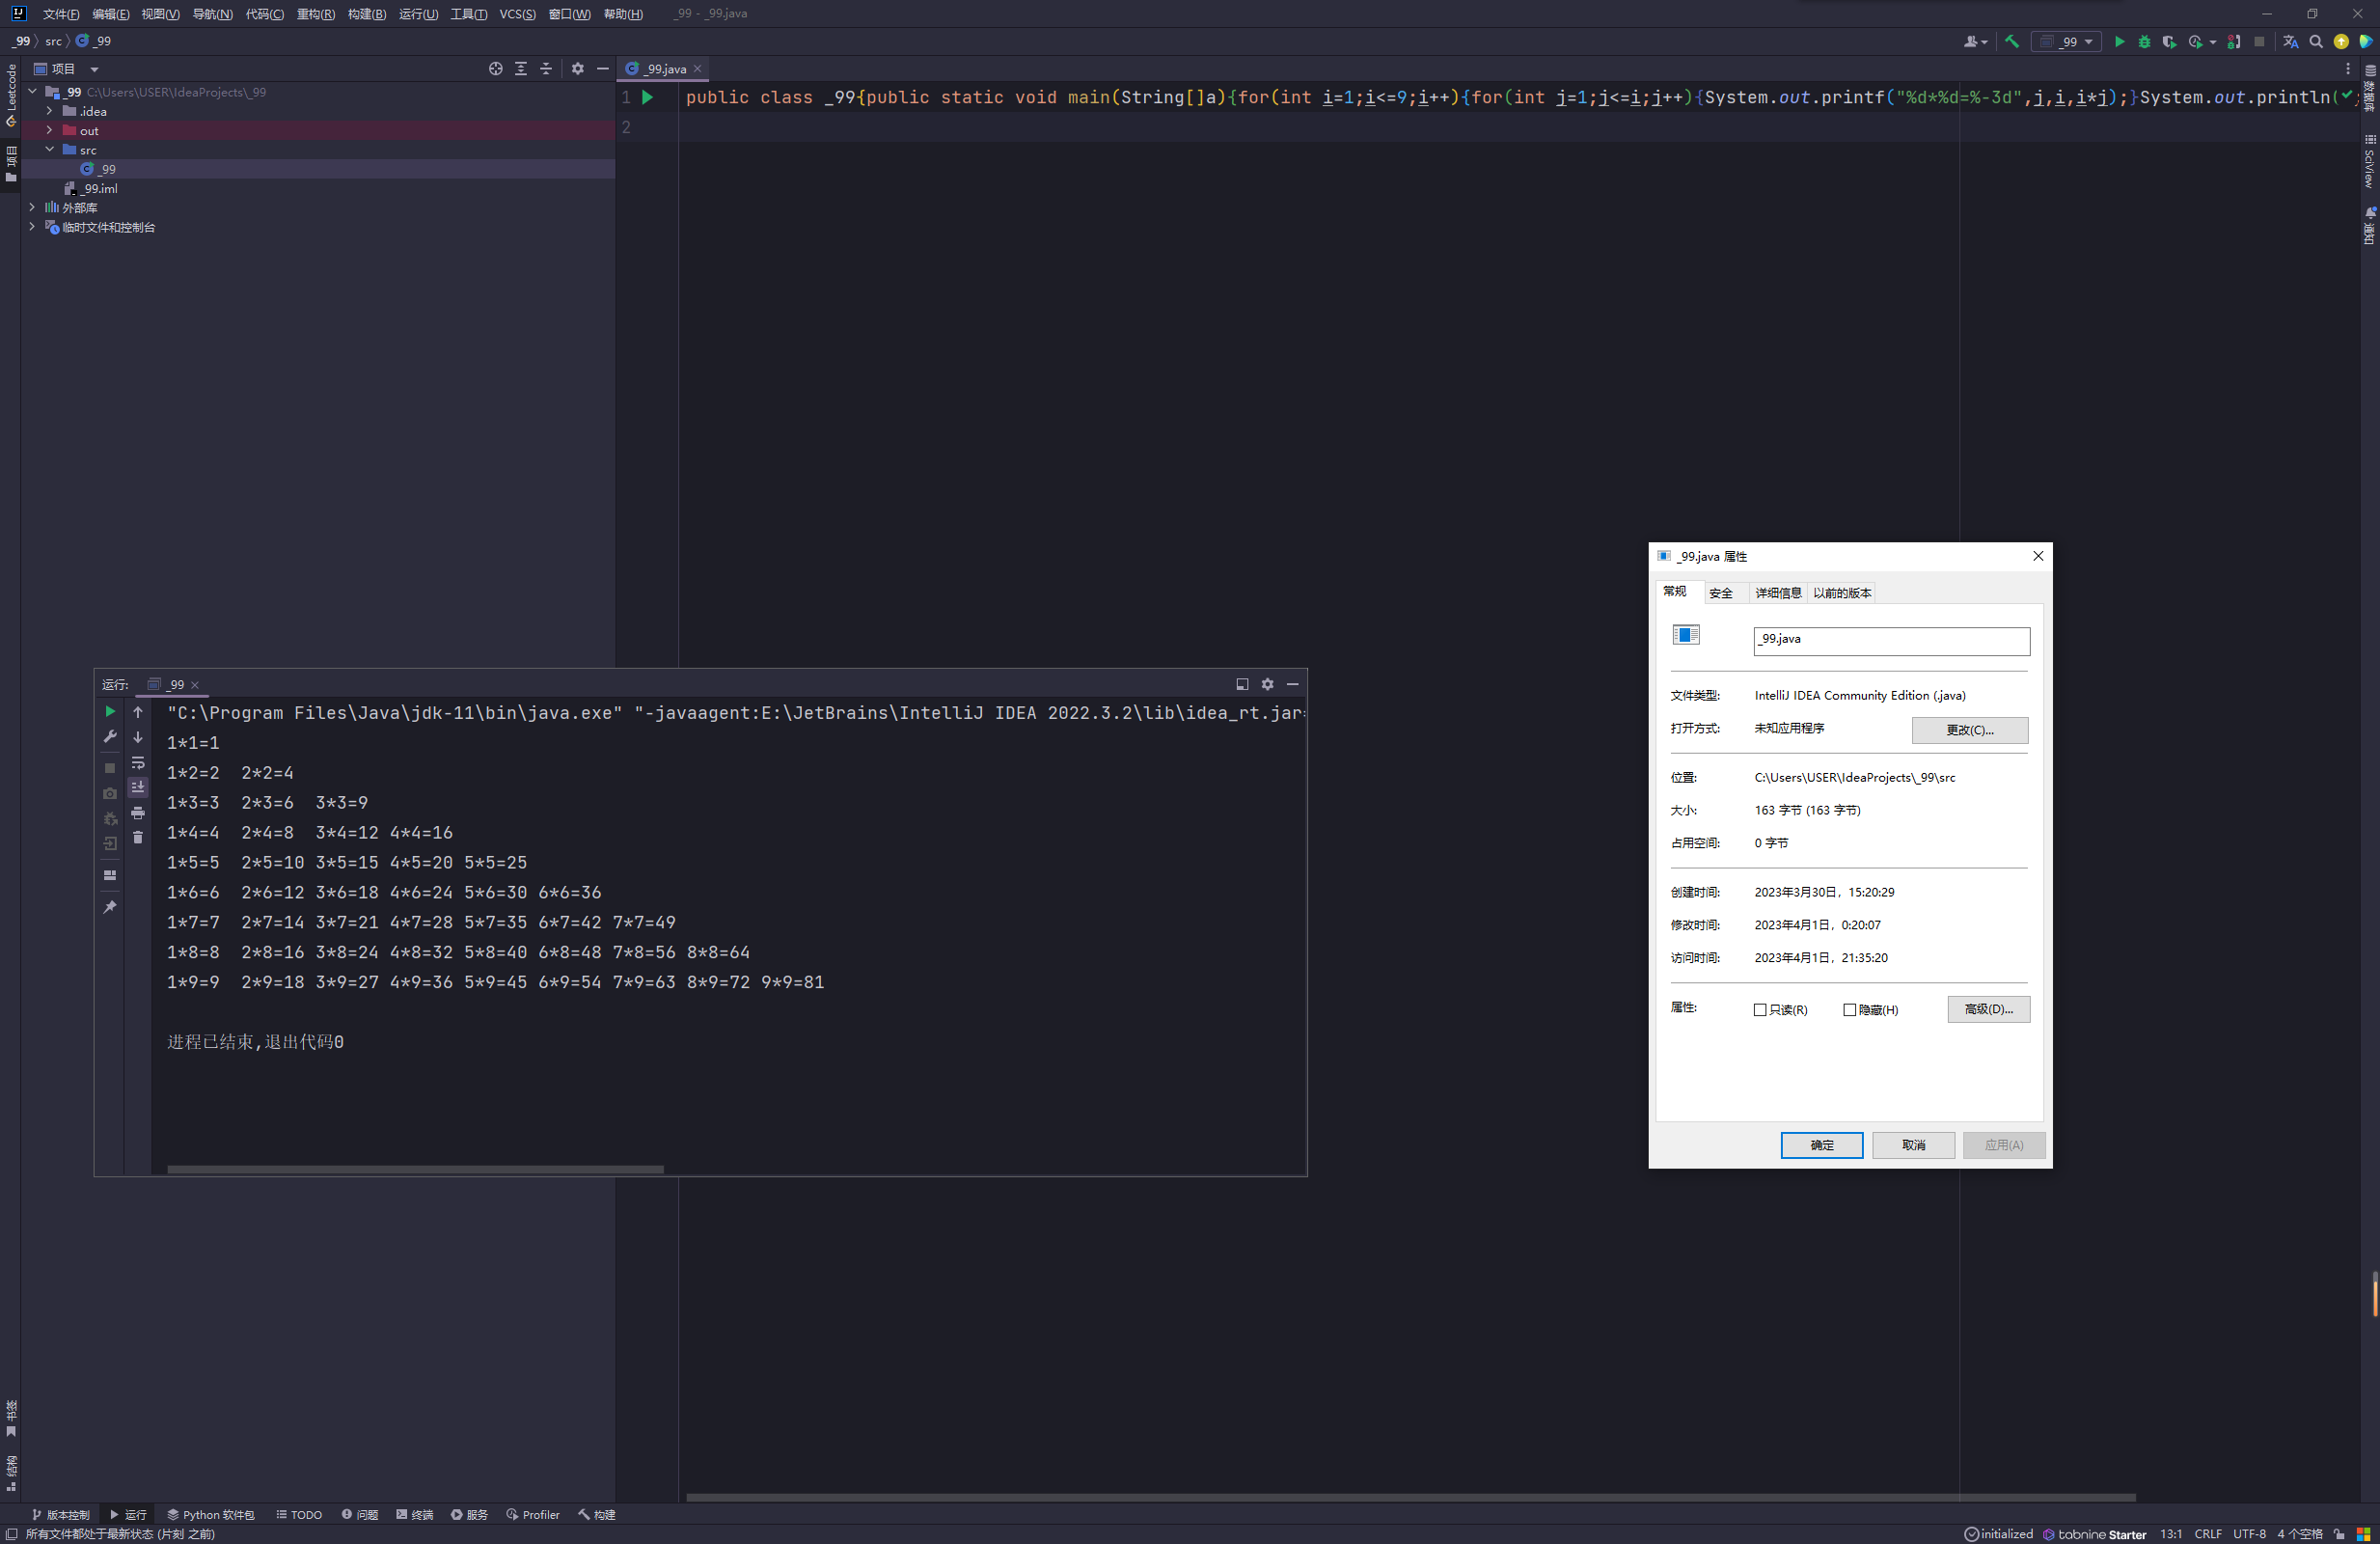 文件(F) 编辑(E) 视图(V) 导航(N) 代码(C) 重构(R) 构建(B) 运行(U) 工具(T) VCS(S) 窗口(W) 帮助(H) _99 - _99.java
_99 src _99
_99
Leetcode
项目
项目
_99 C:\Users\USER\IdeaProjects\_99
.idea
out
src
_99
_99.iml
外部库
临时文件和控制台
_99.java
1 public class _99{public static void main(String[]a){for(int i=1;i<=9;i++){for(int j=1;j<=i;j++){System.out.printf("%d*%d=%-3d",j,i,i*j);}System.out.println(
2
数据库
SciView
通知
运行: _99
"C:\Program Files\Java\jdk-11\bin\java.exe" "-javaagent:E:\JetBrains\IntelliJ IDEA 2022.3.2\lib\idea_rt.jar
1*1=1
1*2=2  2*2=4
1*3=3  2*3=6  3*3=9
1*4=4  2*4=8  3*4=12 4*4=16
1*5=5  2*5=10 3*5=15 4*5=20 5*5=25
1*6=6  2*6=12 3*6=18 4*6=24 5*6=30 6*6=36
1*7=7  2*7=14 3*7=21 4*7=28 5*7=35 6*7=42 7*7=49
1*8=8  2*8=16 3*8=24 4*8=32 5*8=40 6*8=48 7*8=56 8*8=64
1*9=9  2*9=18 3*9=27 4*9=36 5*9=45 6*9=54 7*9=63 8*9=72 9*9=81
进程已结束,退出代码0
_99.java 属性
常规 安全 详细信息 以前的版本
_99.java
文件类型: IntelliJ IDEA Community Edition (.java)
打开方式: 未知应用程序 更改(C)...
位置: C:\Users\USER\IdeaProjects\_99\src
大小: 163 字节 (163 字节)
占用空间: 0 字节
创建时间: 2023年3月30日，15:20:29
修改时间: 2023年4月1日，0:20:07
访问时间: 2023年4月1日，21:35:20
属性: 只读(R) 隐藏(H) 高级(D)...
确定 取消 应用(A)
书签
结构
版本控制 运行 Python 软件包 TODO 问题 终端 服务 Profiler 构建
所有文件都处于最新状态 (片刻 之前) initialized tabnine Starter 13:1 CRLF UTF-8 4 个空格